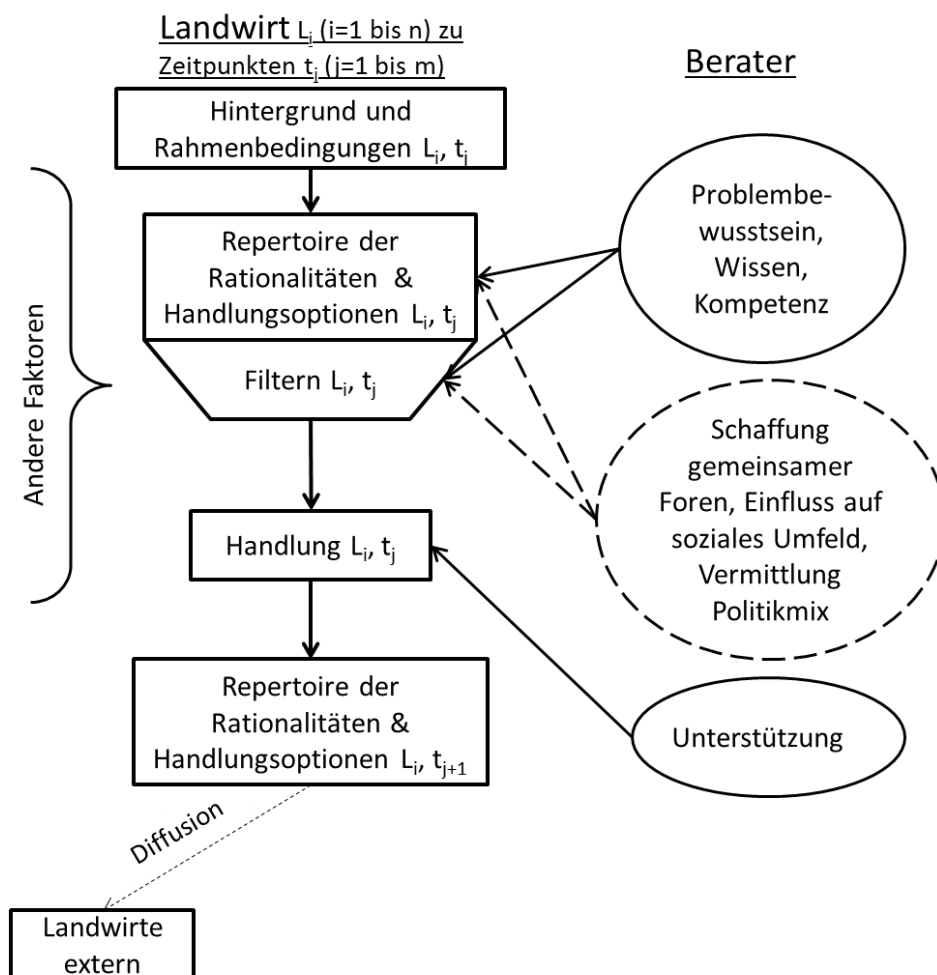 Landwirt Li (i=1 bis n) zu
Zeitpunkten tj (j=1 bis m)
Berater
Hintergrund und
Rahmenbedingungen Li, tj
Andere Faktoren
Repertoire der
Rationalitäten &
Handlungsoptionen Li, tj
Filtern Li, tj
Problembe-
wusstsein,
Wissen,
Kompetenz
Schaffung
gemeinsamer
Foren, Einfluss auf
soziales Umfeld,
Vermittlung
Politikmix
Handlung Li, tj
Repertoire der
Rationalitäten &
Handlungsoptionen Li, tj+1
Unterstützung
Diffusion
Landwirte
extern